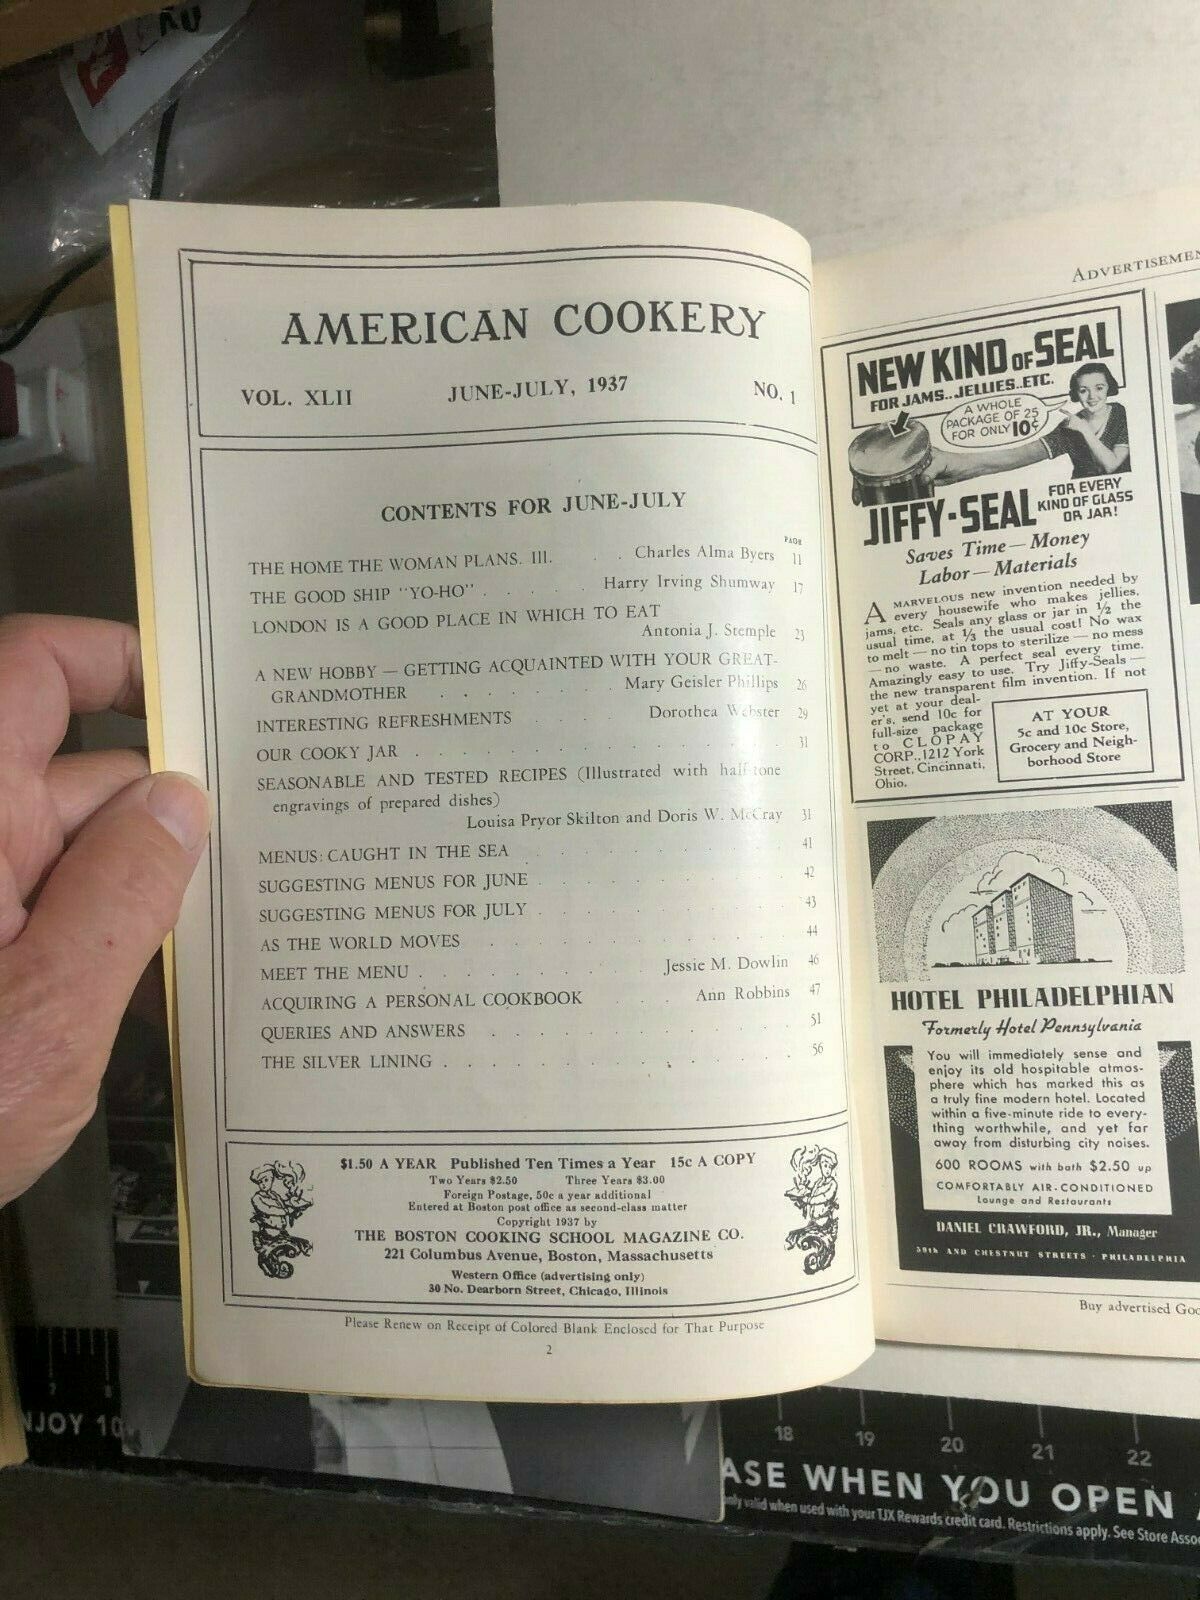 AMERICAN COOKERY
VOL. XLII JUNE-JULY, 1937 NO. 1
CONTENTS FOR JUNE-JULY
PAGE
THE HOME THE WOMAN PLANS. III. . . Charles Alma Byers 11
THE GOOD SHIP "YO-HO" . . . . Harry Irving Shumway 17
LONDON IS A GOOD PLACE IN WHICH TO EAT
Antonia J. Stemple 23
A NEW HOBBY — GETTING ACQUAINTED WITH YOUR GREAT-
GRANDMOTHER . . . . . . Mary Geisler Phillips 26
INTERESTING REFRESHMENTS . . . . Dorothea Webster 29
OUR COOKY JAR . . . . . . . . . . . . 31
SEASONABLE AND TESTED RECIPES (Illustrated with half-tone
engravings of prepared dishes)
Louisa Pryor Skilton and Doris W. McCray 31
MENUS: CAUGHT IN THE SEA . . . . . . . . 41
SUGGESTING MENUS FOR JUNE . . . . . . . . 42
SUGGESTING MENUS FOR JULY . . . . . . . . 43
AS THE WORLD MOVES . . . . . . . . . . 44
MEET THE MENU . . . . . . . Jessie M. Dowlin 46
ACQUIRING A PERSONAL COOKBOOK . . . Ann Robbins 47
QUERIES AND ANSWERS . . . . . . . . . . 51
THE SILVER LINING . . . . . . . . . . . 56
$1.50 A YEAR Published Ten Times a Year 15c A COPY
Two Years $2.50 Three Years $3.00
Foreign Postage, 50c a year additional
Entered at Boston post office as second-class matter
Copyright 1937 by
THE BOSTON COOKING SCHOOL MAGAZINE CO.
221 Columbus Avenue, Boston, Massachusetts
Western Office (advertising only)
30 No. Dearborn Street, Chicago, Illinois
Please Renew on Receipt of Colored Blank Enclosed for That Purpose
2
ADVERTISEMEN
NEW KIND OF SEAL
FOR JAMS..JELLIES..ETC.
A WHOLE
PACKAGE OF 25
FOR ONLY 10¢
JIFFY-SEAL
FOR EVERY
KIND OF GLASS
OR JAR!
Saves Time — Money
Labor — Materials
A MARVELOUS new invention needed by
every housewife who makes jellies,
jams, etc. Seals any glass or jar in ½ the
usual time, at ⅓ the usual cost! No wax
to melt — no tin tops to sterilize — no mess
— no waste. A perfect seal every time.
Amazingly easy to use. Try Jiffy-Seals —
the new transparent film invention. If not
yet at your deal-
er's, send 10c for
full-size package
to CLOPAY
CORP., 1212 York
Street, Cincinnati,
Ohio.
AT YOUR
5c and 10c Store,
Grocery and Neigh-
borhood Store
HOTEL PHILADELPHIAN
Formerly Hotel Pennsylvania
You will immediately sense and
enjoy its old hospitable atmos-
phere which has marked this as
a truly fine modern hotel. Located
within a five-minute ride to every-
thing worthwhile, and yet far
away from disturbing city noises.
600 ROOMS with bath $2.50 up
COMFORTABLY AIR-CONDITIONED
Lounge and Restaurants
DANIEL CRAWFORD, JR., Manager
39th AND CHESTNUT STREETS · PHILADELPHIA
Buy advertised Goo
7 8
NJOY 10
18 19 20 21 22
ASE WHEN YOU OPEN A
only valid when used with your TJX Rewards credit card. Restrictions apply. See Store Asso